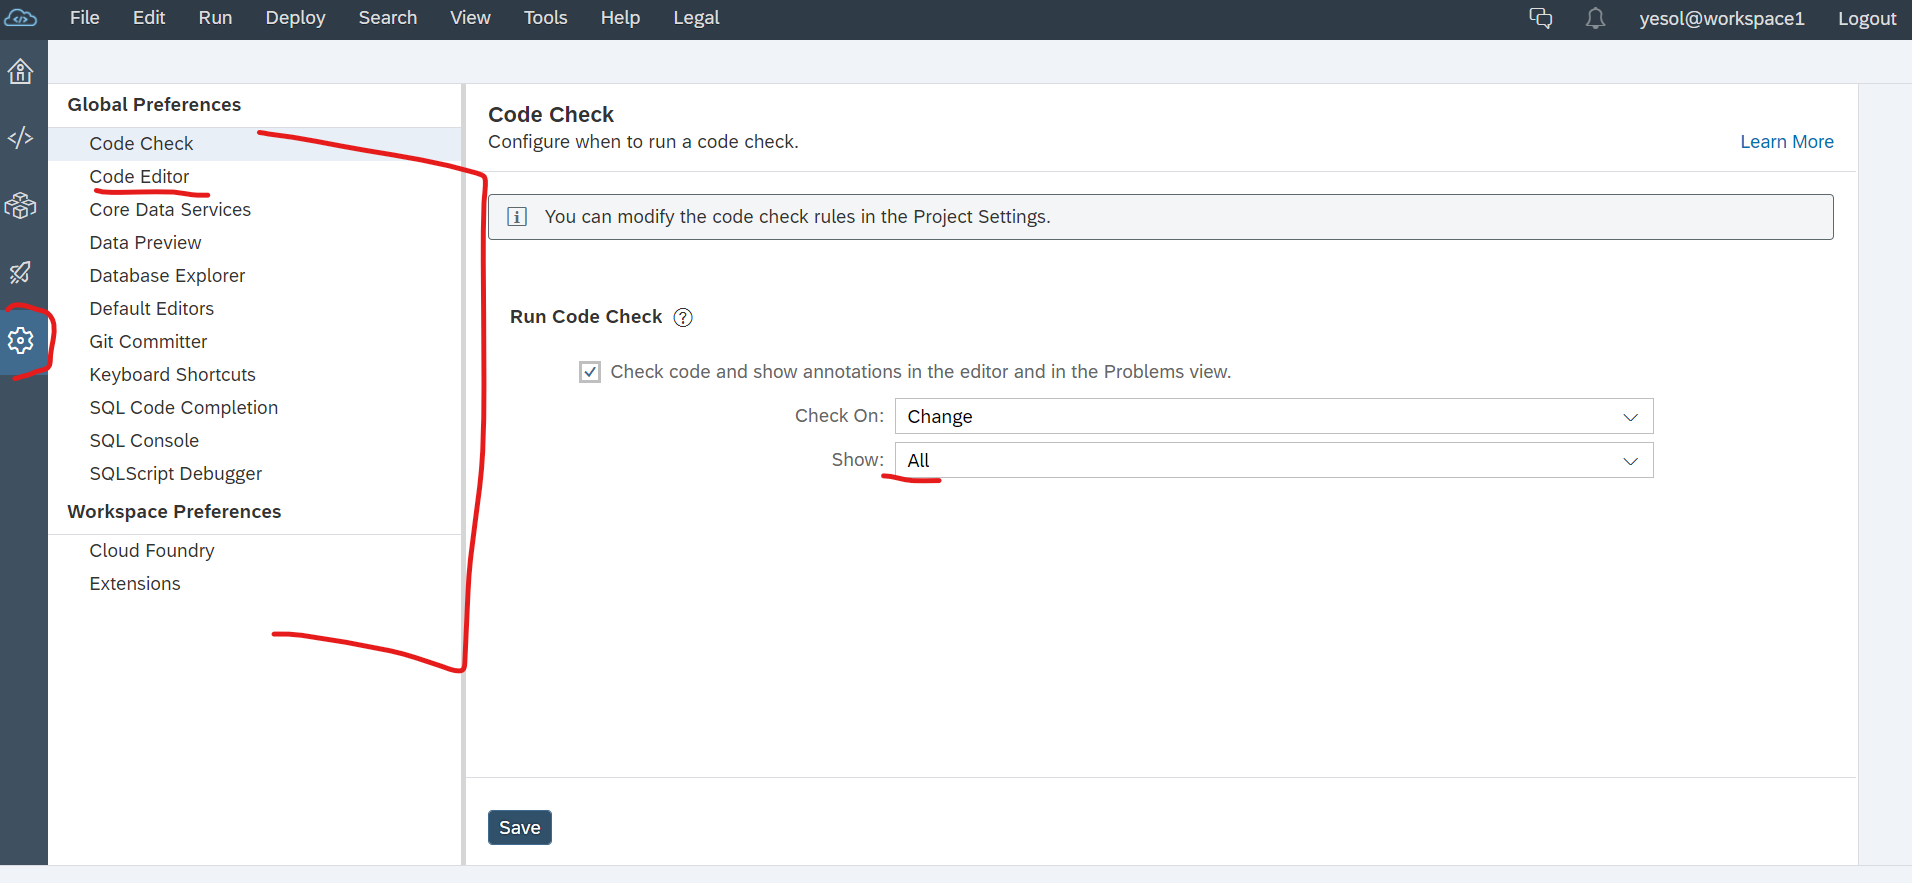 File Edit Run Deploy Search View Tools Help Legal yesol@workspace1 Logout
Global Preferences
Code Check
Code Editor
Core Data Services
Data Preview
Database Explorer
Default Editors
Git Committer
Keyboard Shortcuts
SQL Code Completion
SQL Console
SQLScript Debugger
Workspace Preferences
Cloud Foundry
Extensions
Code Check
Configure when to run a code check.
Learn More
You can modify the code check rules in the Project Settings.
Run Code Check
Check code and show annotations in the editor and in the Problems view.
Check On: Change
Show: All
Save